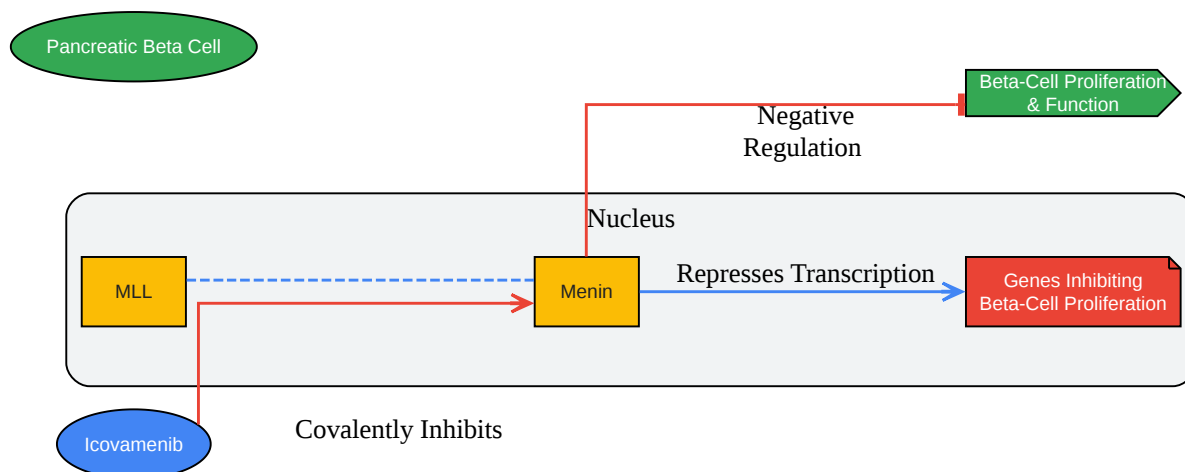 Pancreatic Beta Cell
Beta-Cell Proliferation
& Function
Negative
Regulation
Nucleus
MLL
Menin
Represses Transcription
Genes Inhibiting
Beta-Cell Proliferation
Icovamenib
Covalently Inhibits